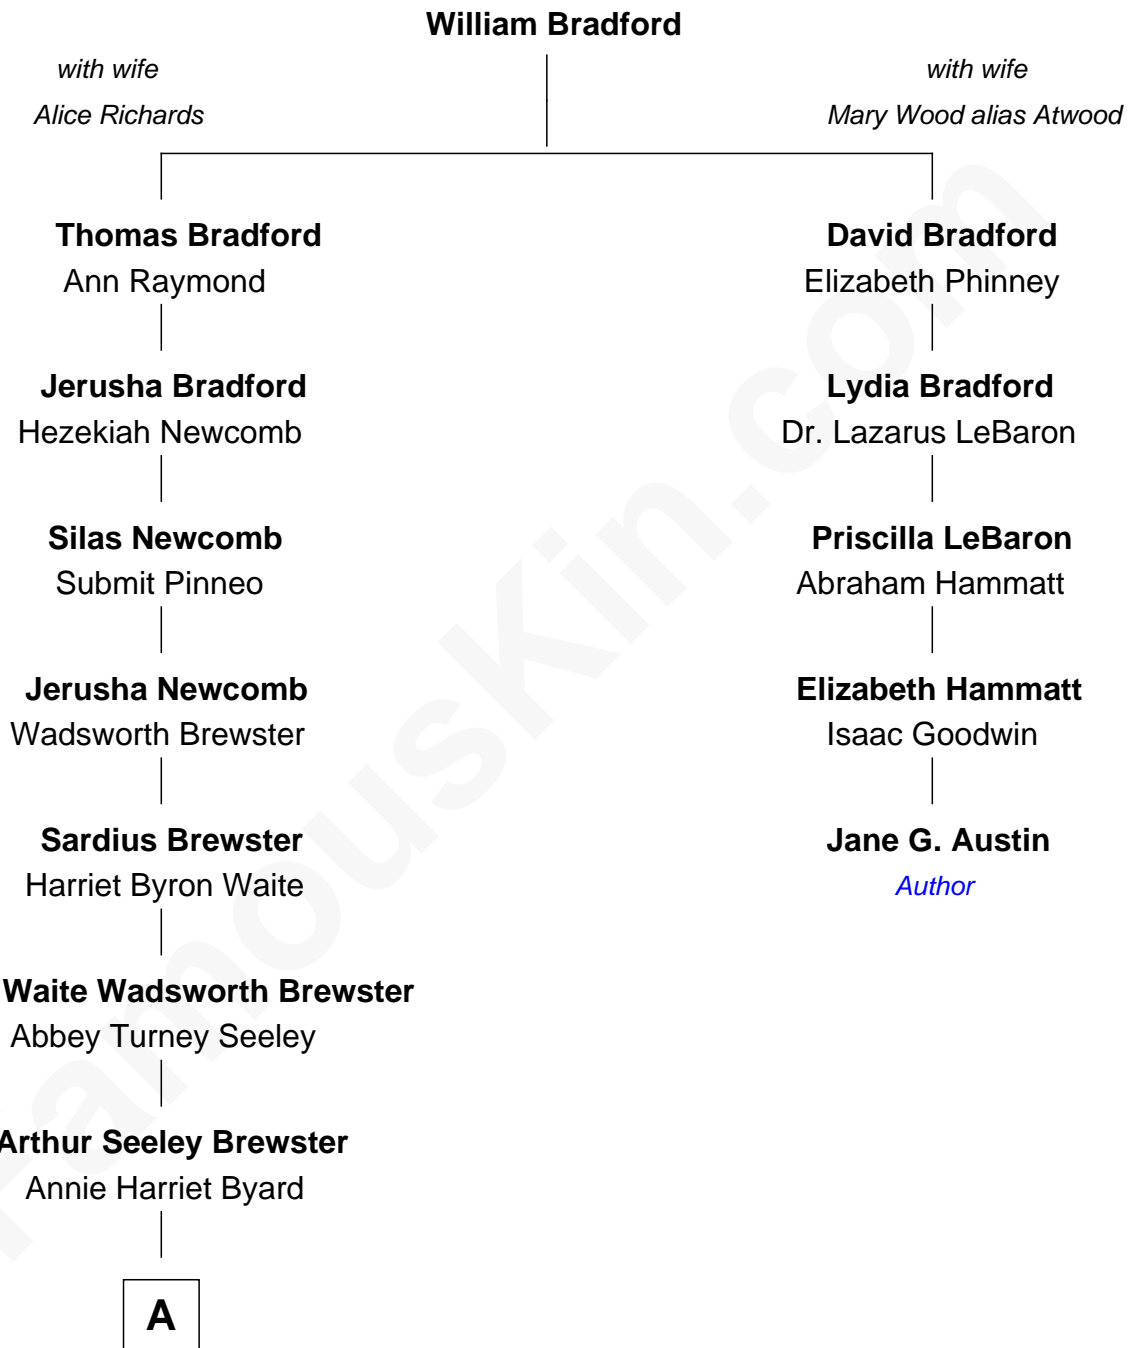 William Bradford
with wife
Alice Richards
with wife
Mary Wood alias Atwood
Thomas Bradford
Ann Raymond
David Bradford
Elizabeth Phinney
Jerusha Bradford
Hezekiah Newcomb
Lydia Bradford
Dr. Lazarus LeBaron
Silas Newcomb
Submit Pinneo
Priscilla LeBaron
Abraham Hammatt
Jerusha Newcomb
Wadsworth Brewster
Elizabeth Hammatt
Isaac Goodwin
Sardius Brewster
Harriet Byron Waite
Jane G. Austin
Author
Waite Wadsworth Brewster
Abbey Turney Seeley
Arthur Seeley Brewster
Annie Harriet Byard
A
FamousKin.com